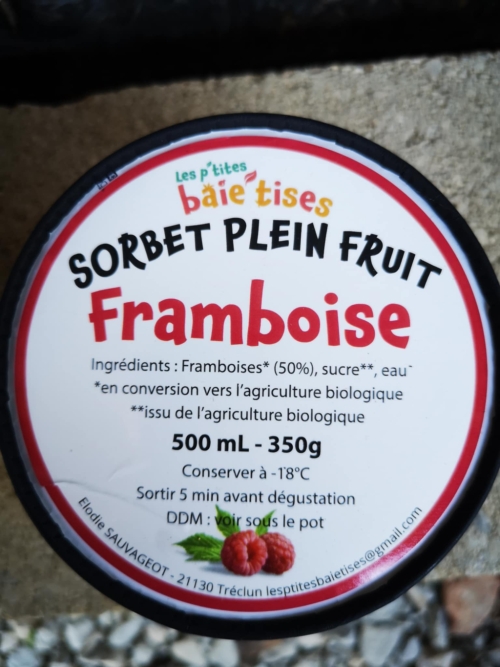 Les p'tites
baie'tises
SORBET PLEIN FRUIT
Framboise
Ingrédients : Framboises* (50%), sucre**, eau
*en conversion vers l'agriculture biologique
**issu de l'agriculture biologique
500 mL - 350g
Conserver à -18°C
Sortir 5 min avant dégustation
DDM : voir sous le pot
Elodie SAUVAGEOT - 21130 Tréclun lesptitesbaietises@gmail.com